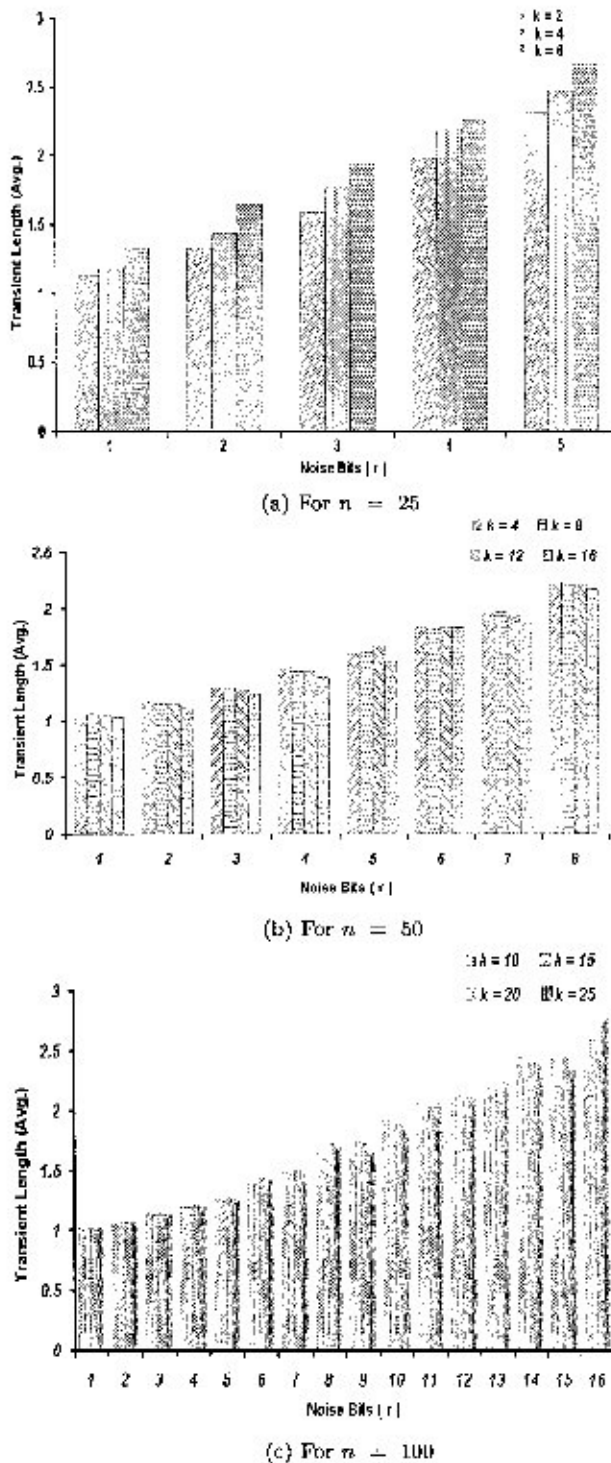 3
k = 2
k = 4
k = 6
2.5
2
1.5
1
0.5
0
Transient Length (Avg.)
1 2 3 4 5
Noise Bits ( r )
(a) For n = 25
k = 4 k = 8
k = 12 k = 16
2.5
2
1.5
1
0.5
0
Transient Length (Avg.)
1 2 3 4 5 6 7 8
Noise Bits ( r )
(b) For n = 50
k = 10 k = 15
k = 20 k = 25
3
2.5
2
1.5
1
0.5
0
Transient Length (Avg.)
1 2 3 4 5 6 7 8 9 10 11 12 13 14 15 16
Noise Bits ( r )
(c) For n = 100